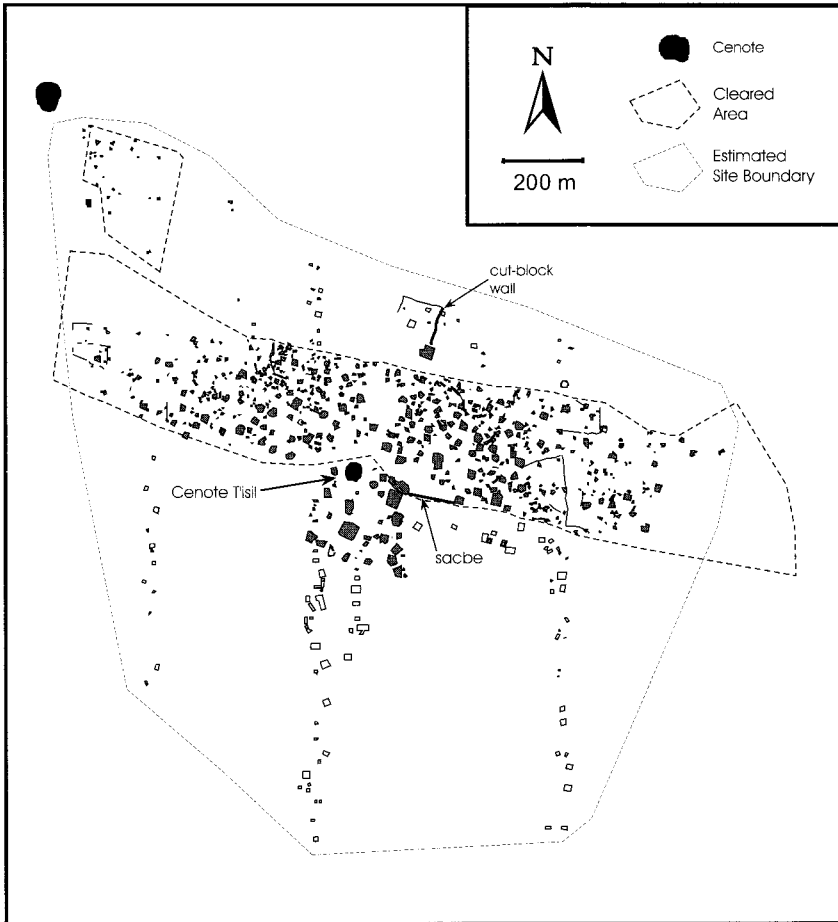 N
200 m
Cenote
Cleared
Area
Estimated
Site Boundary
cut-block
wall
Cenote T'isil
sacbe